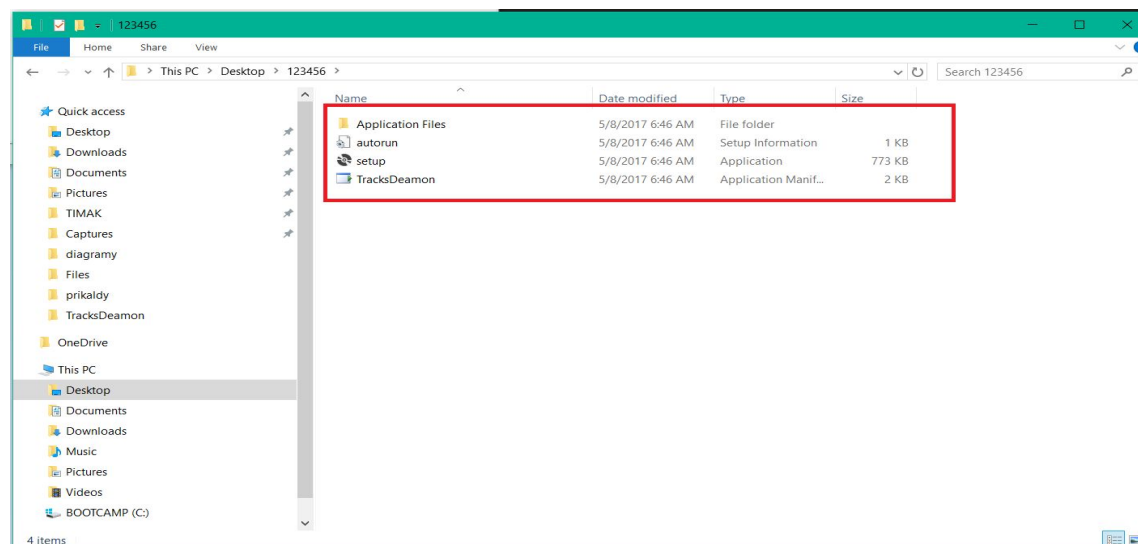 123456
File Home Share View
This PC > Desktop > 123456 >
Search 123456
Name Date modified Type Size
Quick access
Desktop
Downloads
Documents
Pictures
TIMAK
Captures
diagramy
Files
prikaldy
TracksDeamon
OneDrive
This PC
Desktop
Documents
Downloads
Music
Pictures
Videos
BOOTCAMP (C:)
Application Files 5/8/2017 6:46 AM File folder
autorun 5/8/2017 6:46 AM Setup Information 1 KB
setup 5/8/2017 6:46 AM Application 773 KB
TracksDeamon 5/8/2017 6:46 AM Application Manif... 2 KB
4 items